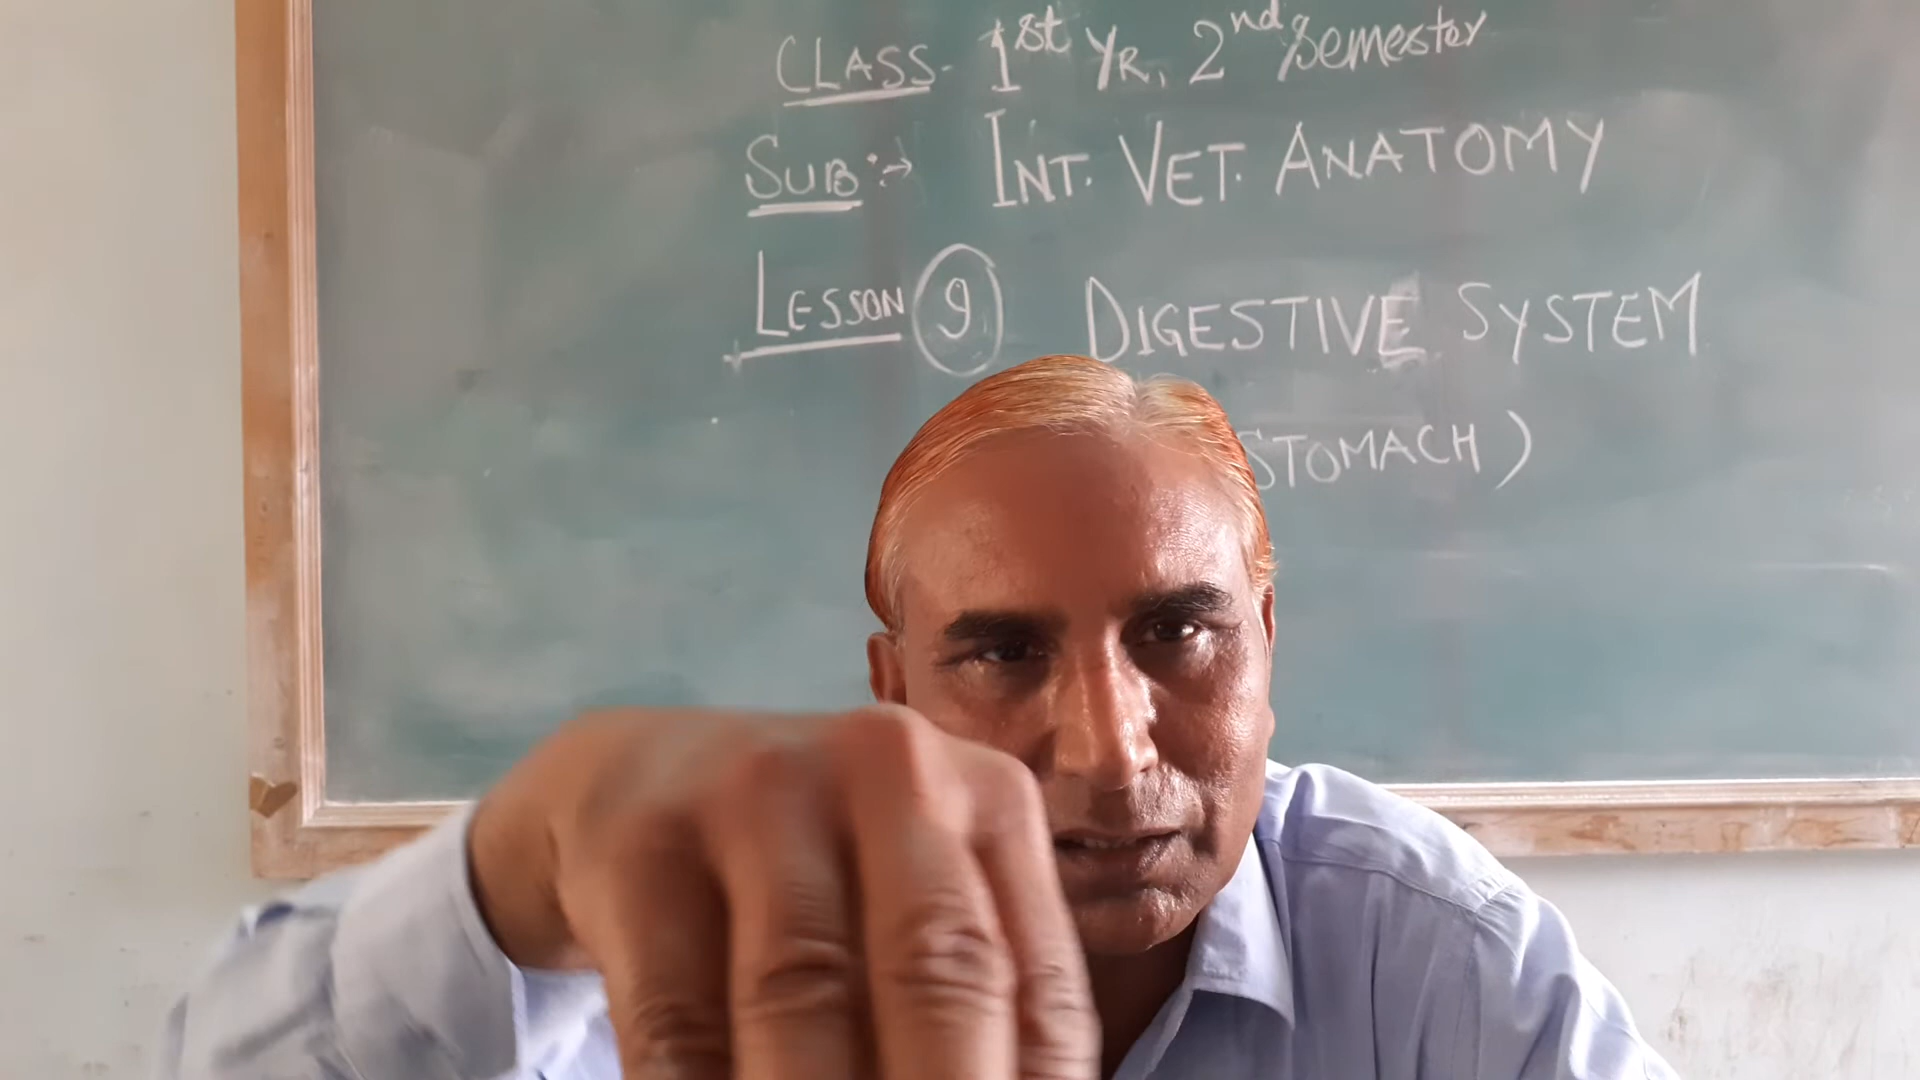 CLASS- 1st YR, 2nd Semester
SUB:→ INT. VET. ANATOMY
LESSON 9 DIGESTIVE SYSTEM
STOMACH)